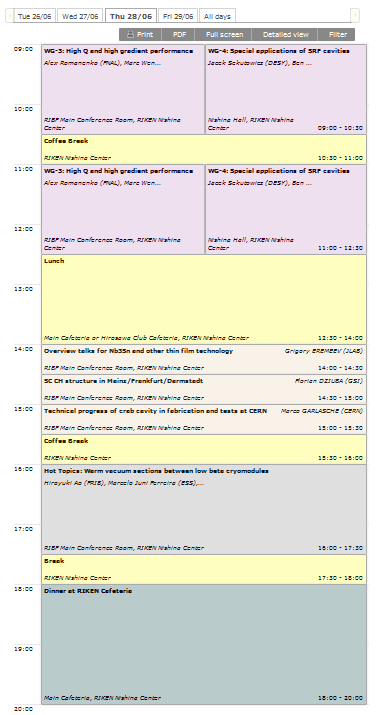 Tue 26/06 Wed 27/06 Thu 28/06 Fri 29/06 All days
Print PDF Full screen Detailed view Filter
09:00
WG-3: High Q and high gradient performance
Alex Romanenko (FNAL), Marc Wen...
RIBF Main Conference Room, RIKEN Nishina
Center
WG-4: Special applications of SRF cavities
Jacek Sekutowicz (DESY), Ben ...
Nishina Hall, RIKEN Nishina
Center
09:00 - 10:30
10:00
Coffee Break
RIKEN Nishina Center
10:30 - 11:00
11:00
WG-3: High Q and high gradient performance
Alex Romanenko (FNAL), Marc Wen...
RIBF Main Conference Room, RIKEN Nishina
Center
WG-4: Special applications of SRF cavities
Jacek Sekutowicz (DESY), Ben ...
Nishina Hall, RIKEN Nishina
Center
11:00 - 12:30
12:00
Lunch
Main Cafeteria or Hirosawa Club Cafeteria, RIKEN Nishina Center
12:30 - 14:00
13:00
14:00
Overview talks for Nb3Sn and other thin film technology
Grigory EREMEEV (JLAB)
RIBF Main Conference Room, RIKEN Nishina Center
14:00 - 14:30
SC CH structure in Mainz/Frankfurt/Darmstadt
Florian DZIUBA (GSI)
RIBF Main Conference Room, RIKEN Nishina Center
14:30 - 15:00
15:00
Technical progress of crab cavity in fabrication and tests at CERN
Marco GARLASCHE (CERN)
RIBF Main Conference Room, RIKEN Nishina Center
15:00 - 15:30
Coffee Break
RIKEN Nishina Center
15:30 - 16:00
16:00
Hot Topics: Warm vacuum sections between low beta cryomodules
Hiroyuki Ao (FRIB), Marcelo Juni Ferreira (ESS),...
RIBF Main Conference Room, RIKEN Nishina Center
16:00 - 17:30
17:00
Break
RIKEN Nishina Center
17:30 - 18:00
18:00
Dinner at RIKEN Cafeteria
Main Cafeteria, RIKEN Nishina Center
18:00 - 20:00
19:00
20:00